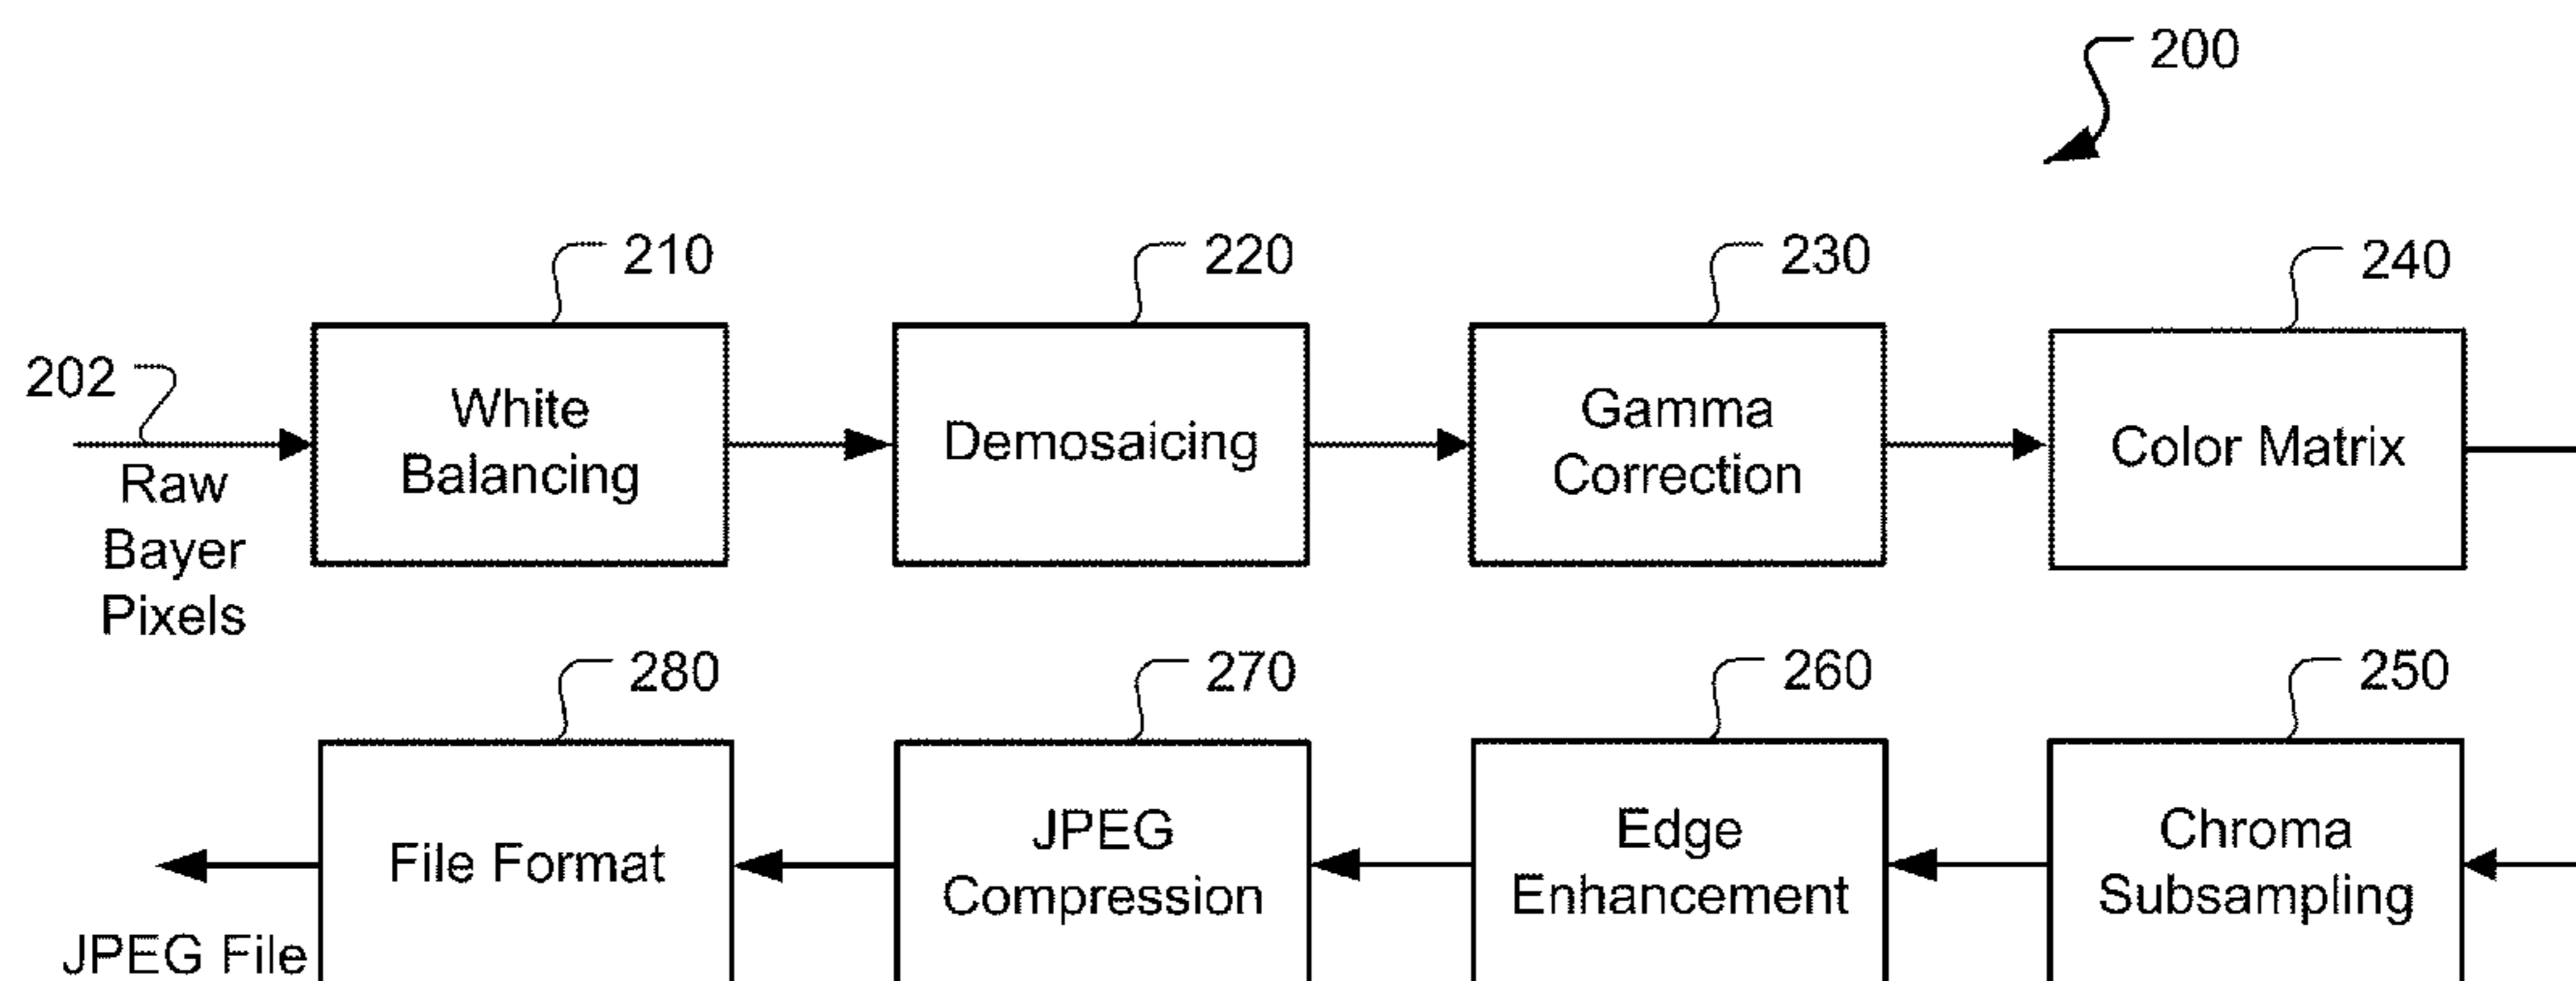 200
210
220
230
240
202
White
Balancing
Demosaicing
Gamma
Correction
Color Matrix
Raw
Bayer
Pixels
280
270
260
250
File Format
JPEG
Compression
Edge
Enhancement
Chroma
Subsampling
JPEG File